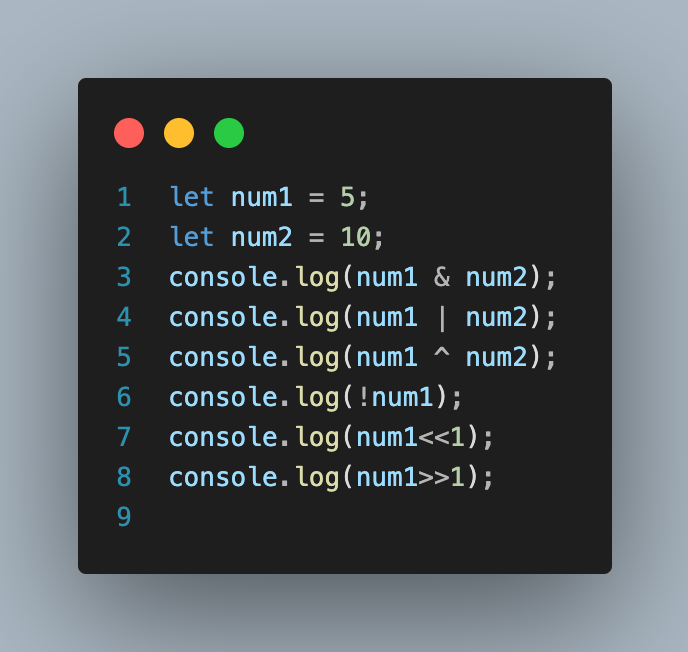 1 let num1 = 5;
2 let num2 = 10;
3 console.log(num1 & num2);
4 console.log(num1 | num2);
5 console.log(num1 ^ num2);
6 console.log(!num1);
7 console.log(num1<<1);
8 console.log(num1>>1);
9